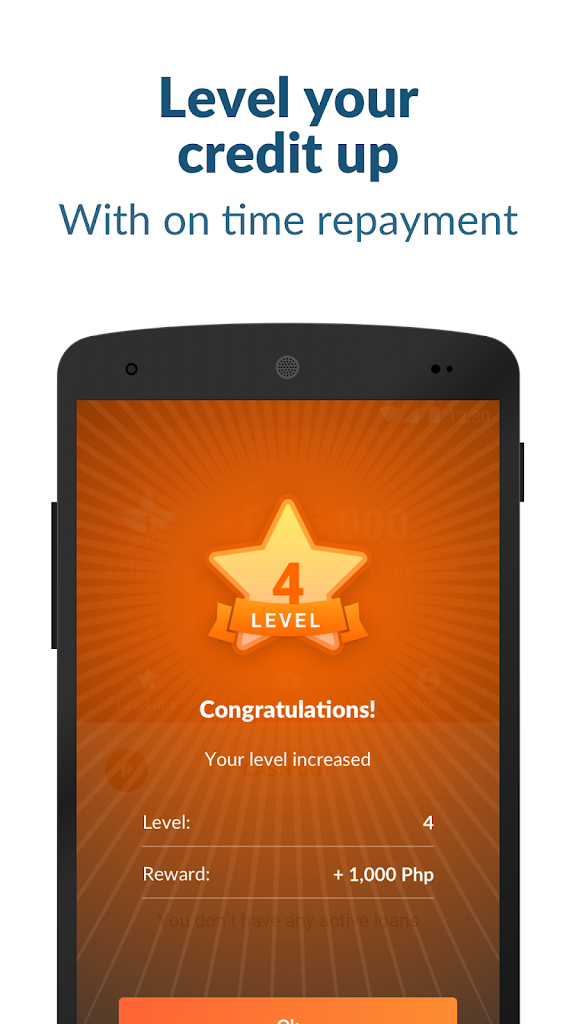 Level your
credit up
With on time repayment
12:30
4
LEVEL
Congratulations!
Your level increased
Level: 4
Reward: + 1,000 Php
You don't have any active loans
Ok